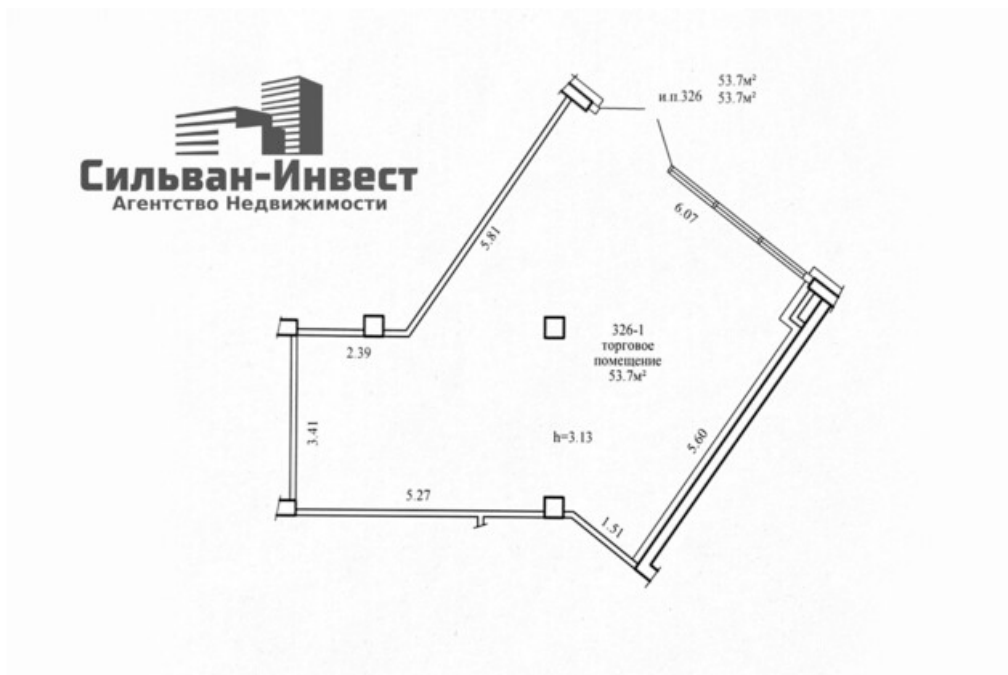 Сильван-Инвест
Агентство Недвижимости
и.п.326
53.7м²
53.7м²
6.07
5.81
2.39
326-1
торговое
помещение
53.7м²
3.41
h=3.13
5.60
5.27
1.51